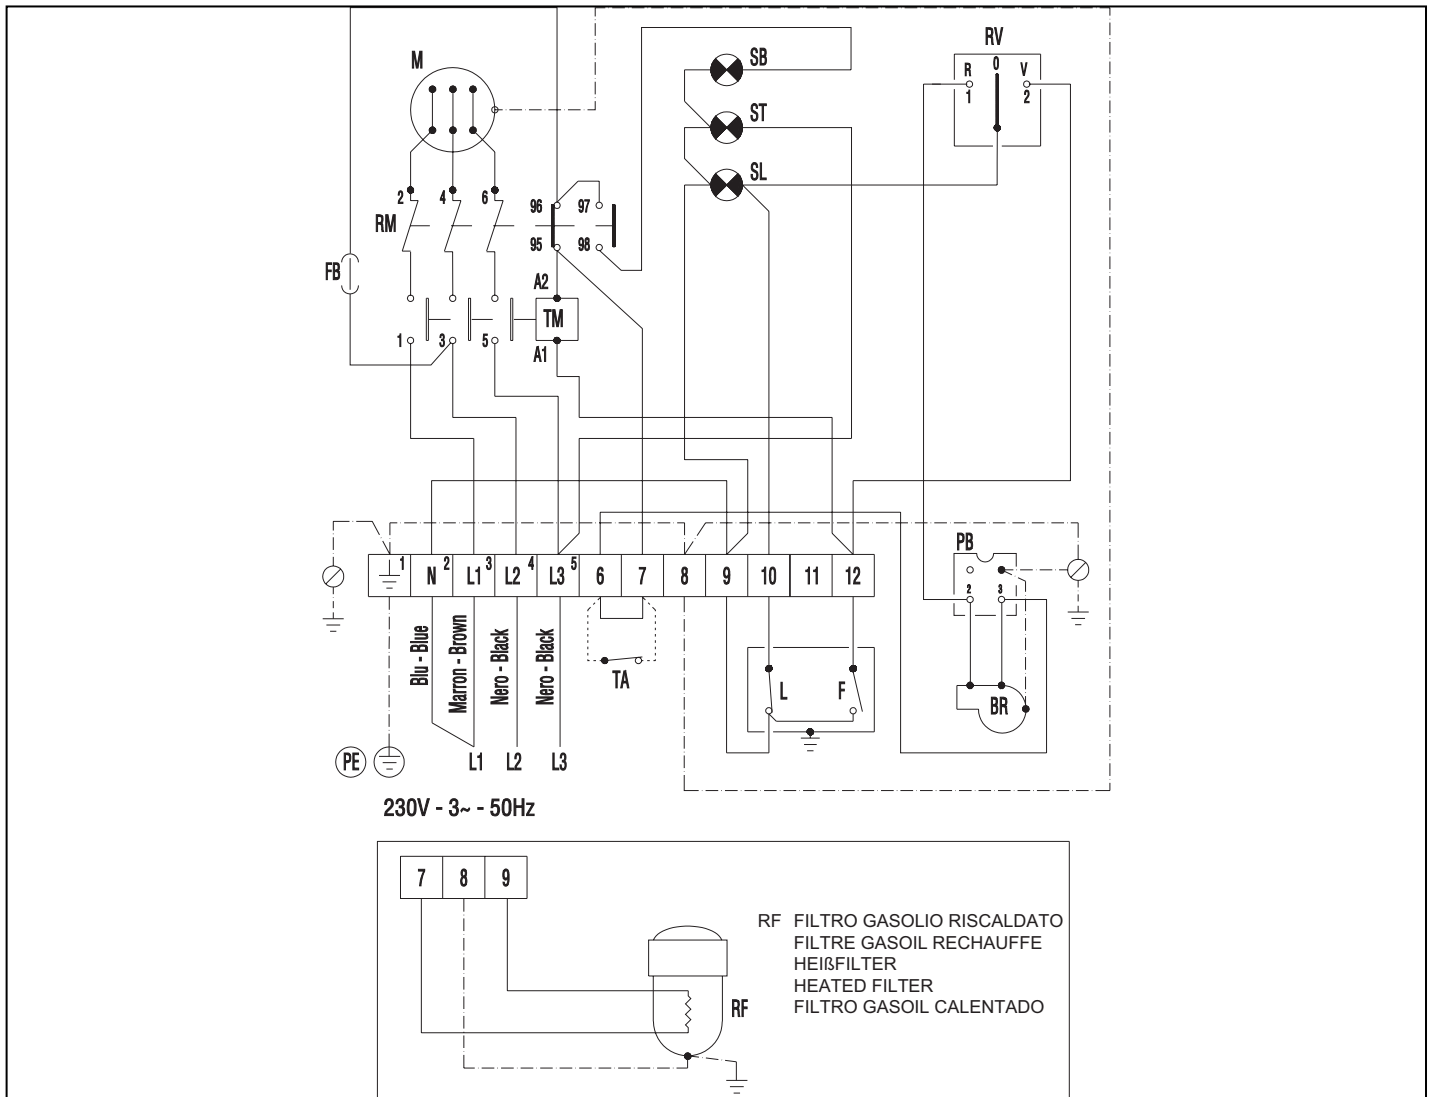 M
SB
ST
SL
RV
R 0 V
1 2
2 4 6
RM
96 97
95 98
FB
A2
TM
A1
1 3 5
1 N 2 L1 3 L2 4 L3 5 6 7 8 9 10 11 12
PB
2 3
Blu - Blue
Marron - Brown
Nero - Black
Nero - Black
TA
L F
BR
PE
L1 L2 L3
230V - 3~ - 50Hz
7 8 9
RF FILTRO GASOLIO RISCALDATO
FILTRE GASOIL RECHAUFFE
HEIßFILTER
HEATED FILTER
FILTRO GASOIL CALENTADO
RF